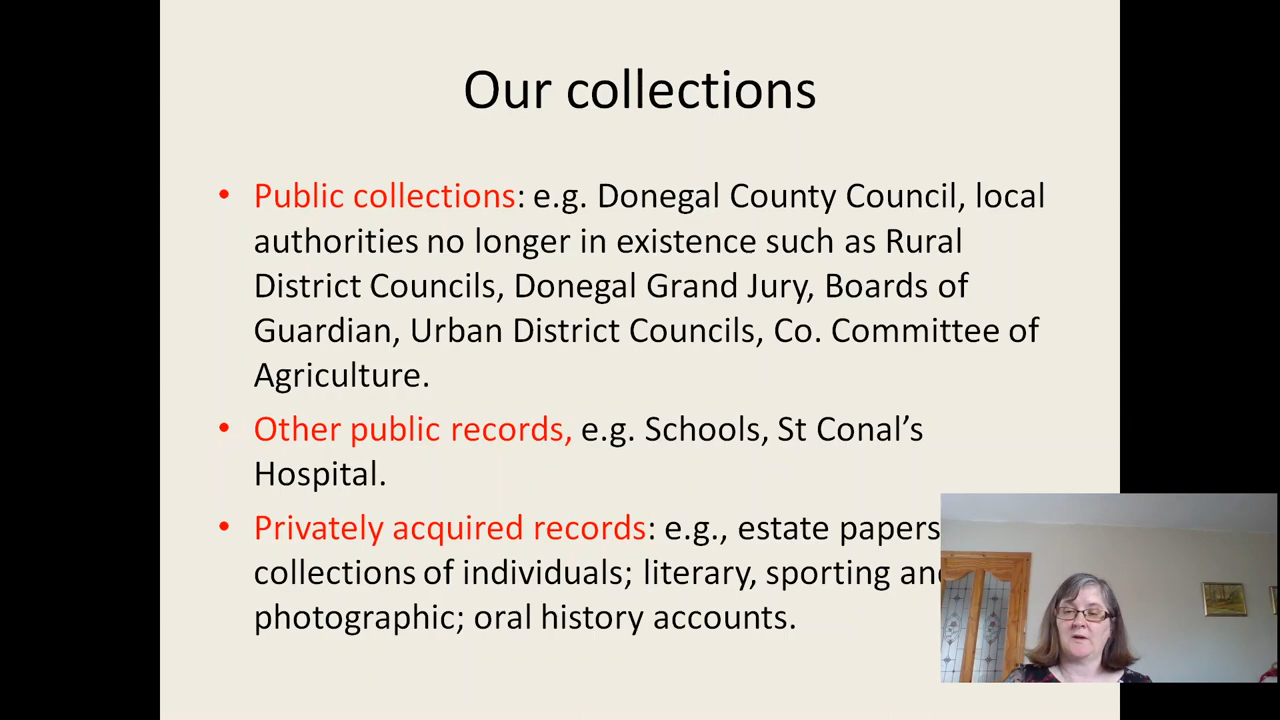 Our collections
• Public collections: e.g. Donegal County Council, local
authorities no longer in existence such as Rural
District Councils, Donegal Grand Jury, Boards of
Guardian, Urban District Councils, Co. Committee of
Agriculture.
• Other public records, e.g. Schools, St Conal’s
Hospital.
• Privately acquired records: e.g., estate papers
collections of individuals; literary, sporting
photographic; oral history accounts.